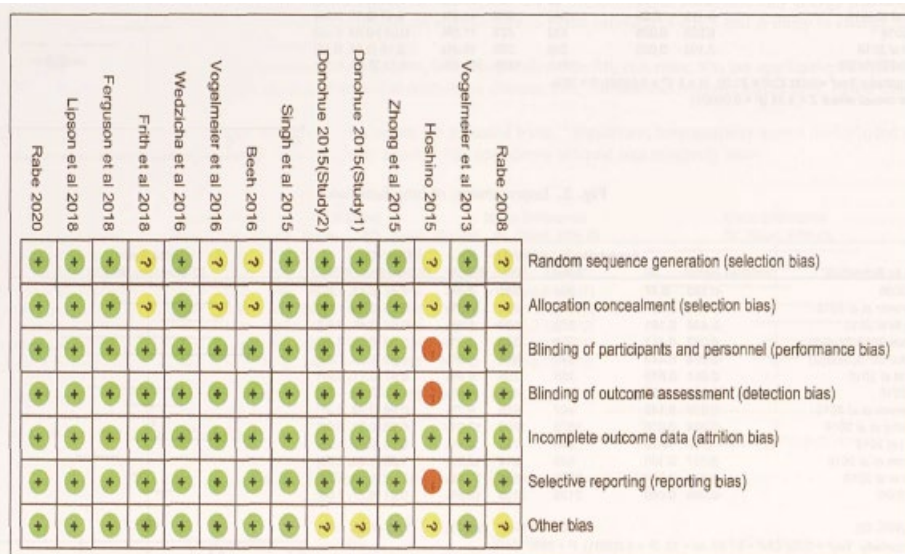 Rabe 2020
Lipson et al 2018
Ferguson et al 2018
Frith et al 2018
Wedzicha et al 2016
Vogelmeier et al 2016
Beeh 2016
Singh et al 2015
Donohue 2015(Study2)
Donohue 2015(Study1)
Zhong et al 2015
Hoshino 2015
Vogelmeier et al 2013
Rabe 2008
+ + + ? + ? ? + + + + ? + ? Random sequence generation (selection bias)
+ + + ? + ? ? + + + + ? + ? Allocation concealment (selection bias)
+ + + + + + + + + + + + + Blinding of participants and personnel (performance bias)
+ + + + + + + + + + + + + Blinding of outcome assessment (detection bias)
+ + + + + + + + + + + + + + Incomplete outcome data (attrition bias)
+ + + + + + + + + + + + + Selective reporting (reporting bias)
+ + + + + + + + ? ? + ? + ? Other bias